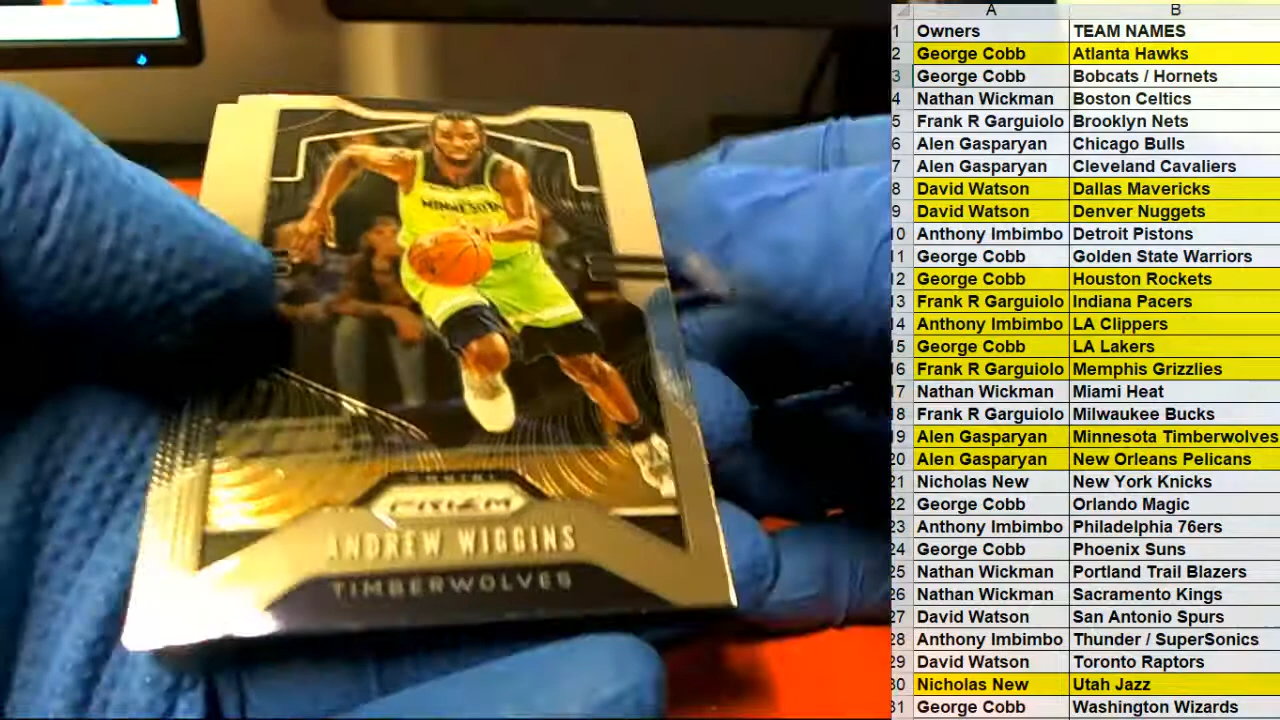 MINNESOTA
PANINI
PRIZM
ANDREW WIGGINS
TIMBERWOLVES
A B
1 Owners TEAM NAMES
2 George Cobb Atlanta Hawks
3 George Cobb Bobcats / Hornets
4 Nathan Wickman Boston Celtics
5 Frank R Garguiolo Brooklyn Nets
6 Alen Gasparyan Chicago Bulls
7 Alen Gasparyan Cleveland Cavaliers
8 David Watson Dallas Mavericks
9 David Watson Denver Nuggets
10 Anthony Imbimbo Detroit Pistons
11 George Cobb Golden State Warriors
12 George Cobb Houston Rockets
13 Frank R Garguiolo Indiana Pacers
14 Anthony Imbimbo LA Clippers
15 George Cobb LA Lakers
16 Frank R Garguiolo Memphis Grizzlies
17 Nathan Wickman Miami Heat
18 Frank R Garguiolo Milwaukee Bucks
19 Alen Gasparyan Minnesota Timberwolves
20 Alen Gasparyan New Orleans Pelicans
21 Nicholas New New York Knicks
22 George Cobb Orlando Magic
23 Anthony Imbimbo Philadelphia 76ers
24 George Cobb Phoenix Suns
25 Nathan Wickman Portland Trail Blazers
26 Nathan Wickman Sacramento Kings
27 David Watson San Antonio Spurs
28 Anthony Imbimbo Thunder / SuperSonics
29 David Watson Toronto Raptors
30 Nicholas New Utah Jazz
31 George Cobb Washington Wizards